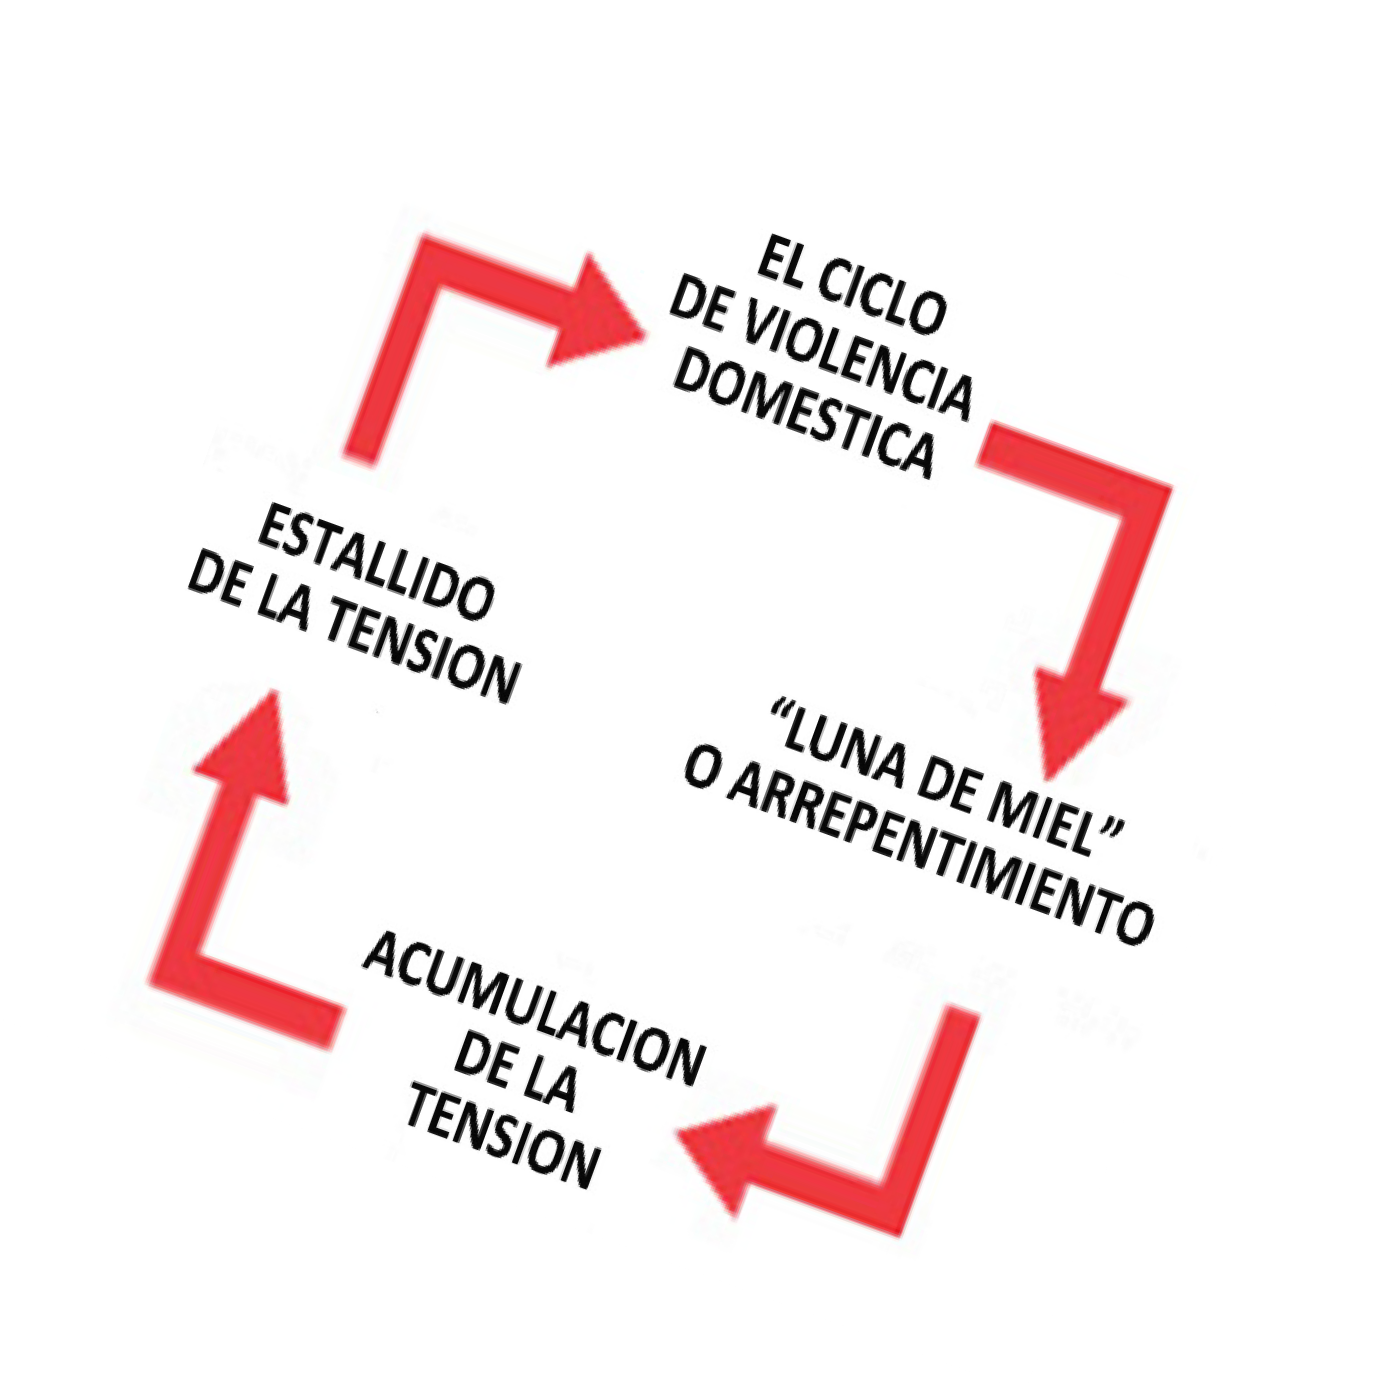 EL CICLO
DE VIOLENCIA
DOMESTICA
ESTALLIDO
DE LA TENSION
“LUNA DE MIEL”
O ARREPENTIMIENTO
ACUMULACION
DE LA
TENSION